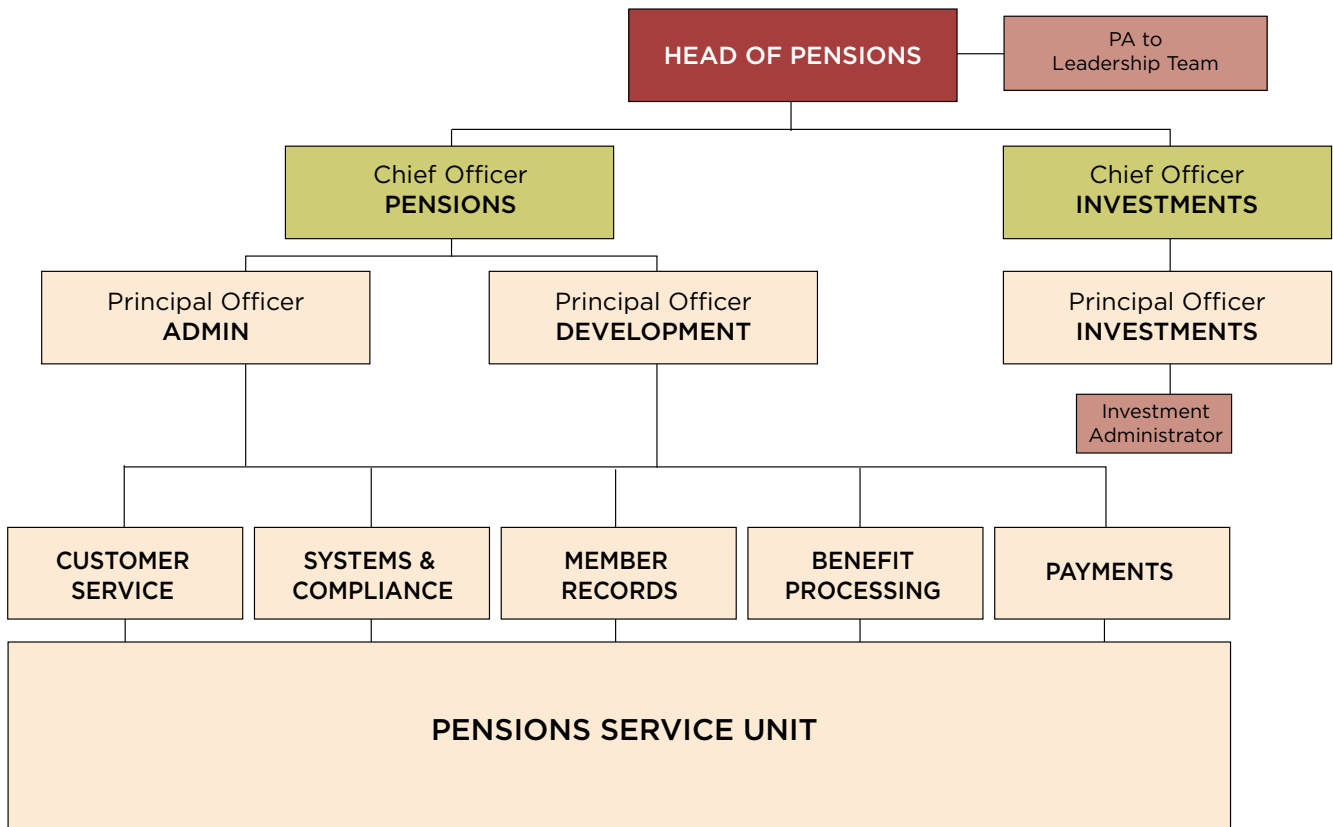 HEAD OF PENSIONS
PA to
Leadership Team
Chief Officer
PENSIONS
Chief Officer
INVESTMENTS
Principal Officer
ADMIN
Principal Officer
DEVELOPMENT
Principal Officer
INVESTMENTS
Investment
Administrator
CUSTOMER
SERVICE
SYSTEMS &
COMPLIANCE
MEMBER
RECORDS
BENEFIT
PROCESSING
PAYMENTS
PENSIONS SERVICE UNIT